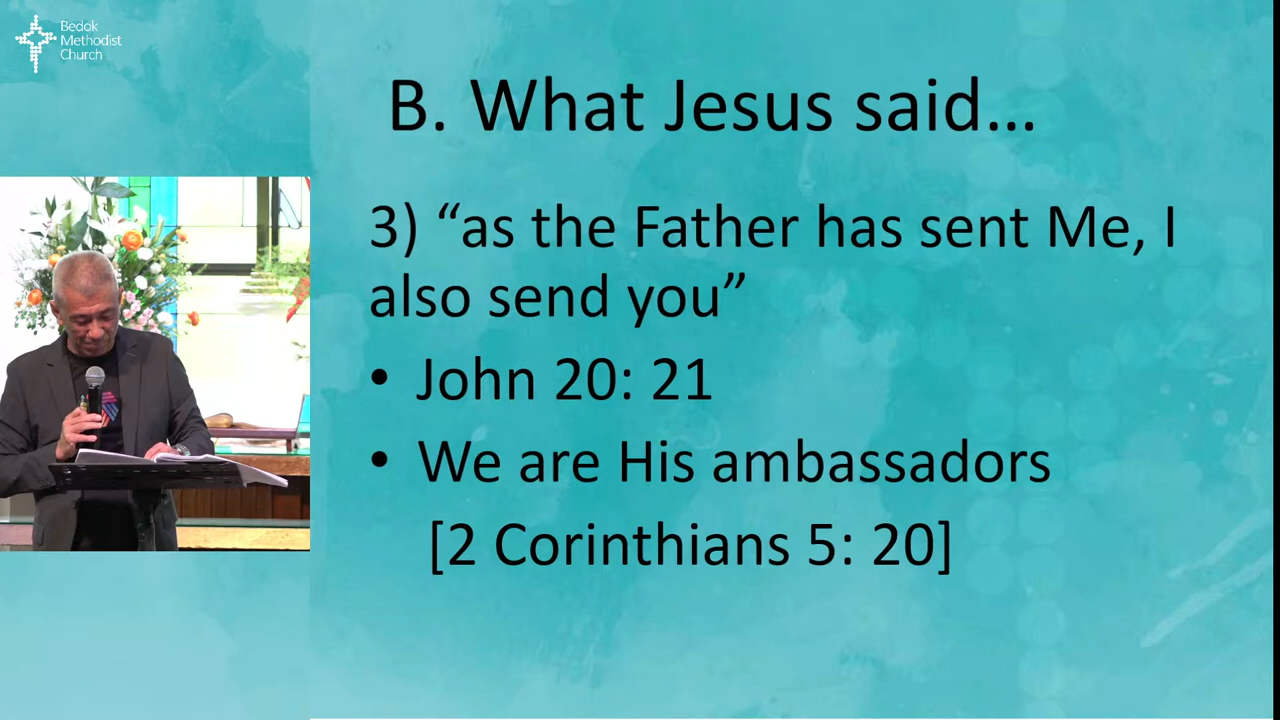 Bedok
Methodist
Church
B. What Jesus said…
3) “as the Father has sent Me, I
also send you”
• John 20: 21
• We are His ambassadors
[2 Corinthians 5: 20]